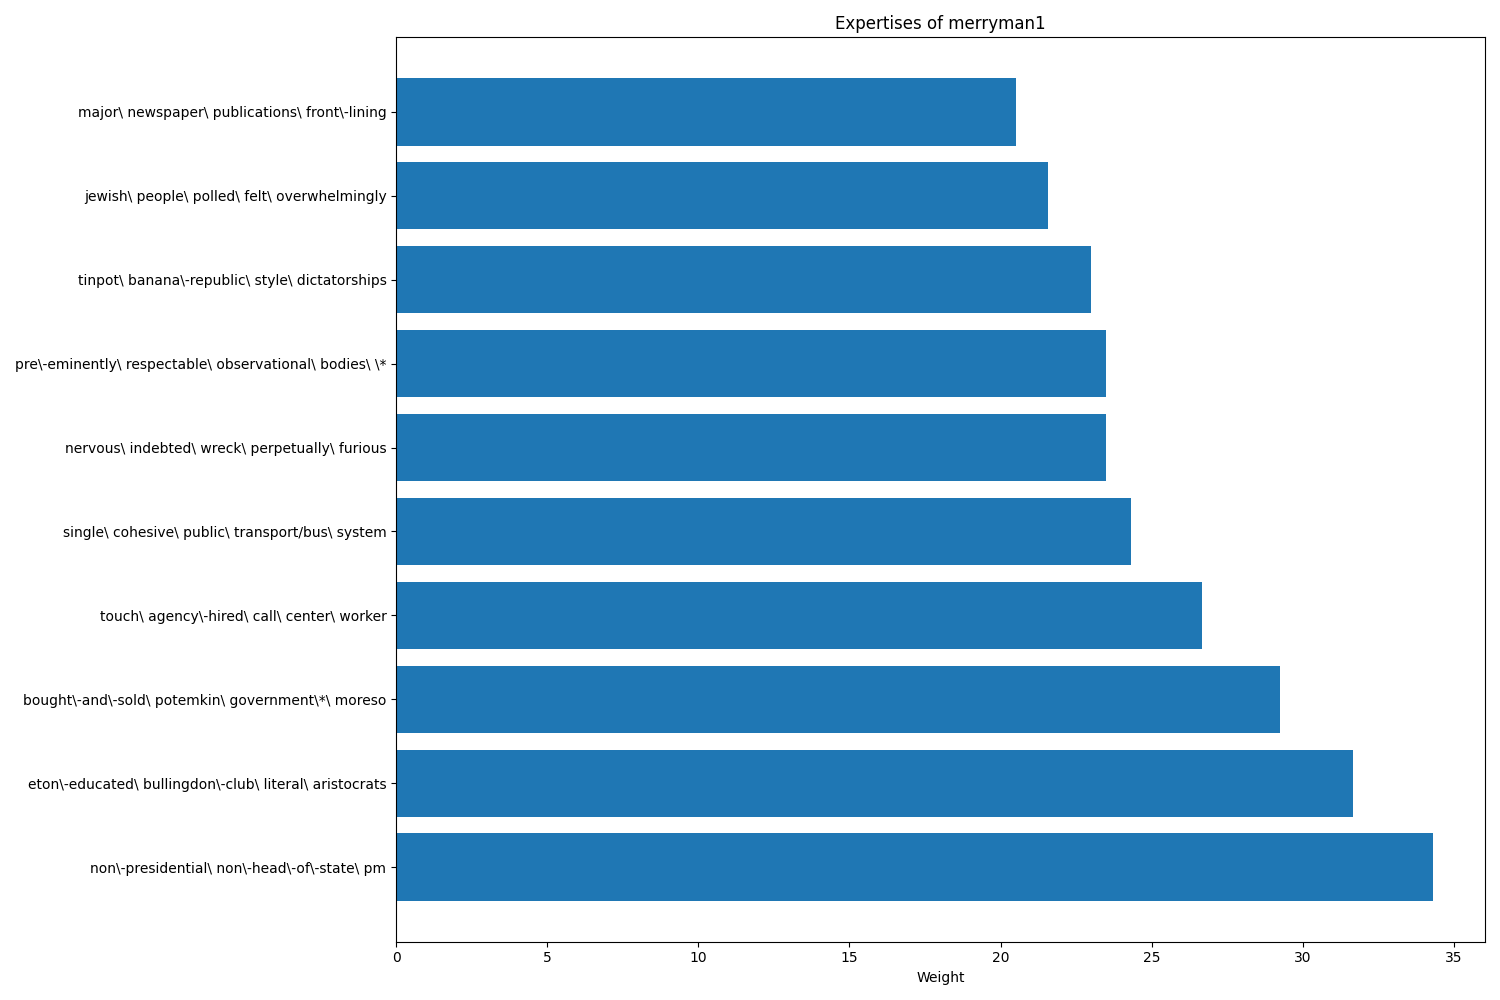 Expertises of merryman1
major\ newspaper\ publications\ front\-lining
jewish\ people\ polled\ felt\ overwhelmingly
tinpot\ banana\-republic\ style\ dictatorships
pre\-eminently\ respectable\ observational\ bodies\ \*
nervous\ indebted\ wreck\ perpetually\ furious
single\ cohesive\ public\ transport/bus\ system
touch\ agency\-hired\ call\ center\ worker
bought\-and\-sold\ potemkin\ government\*\ moreso
eton\-educated\ bullingdon\-club\ literal\ aristocrats
non\-presidential\ non\-head\-of\-state\ pm
0 5 10 15 20 25 30 35
Weight